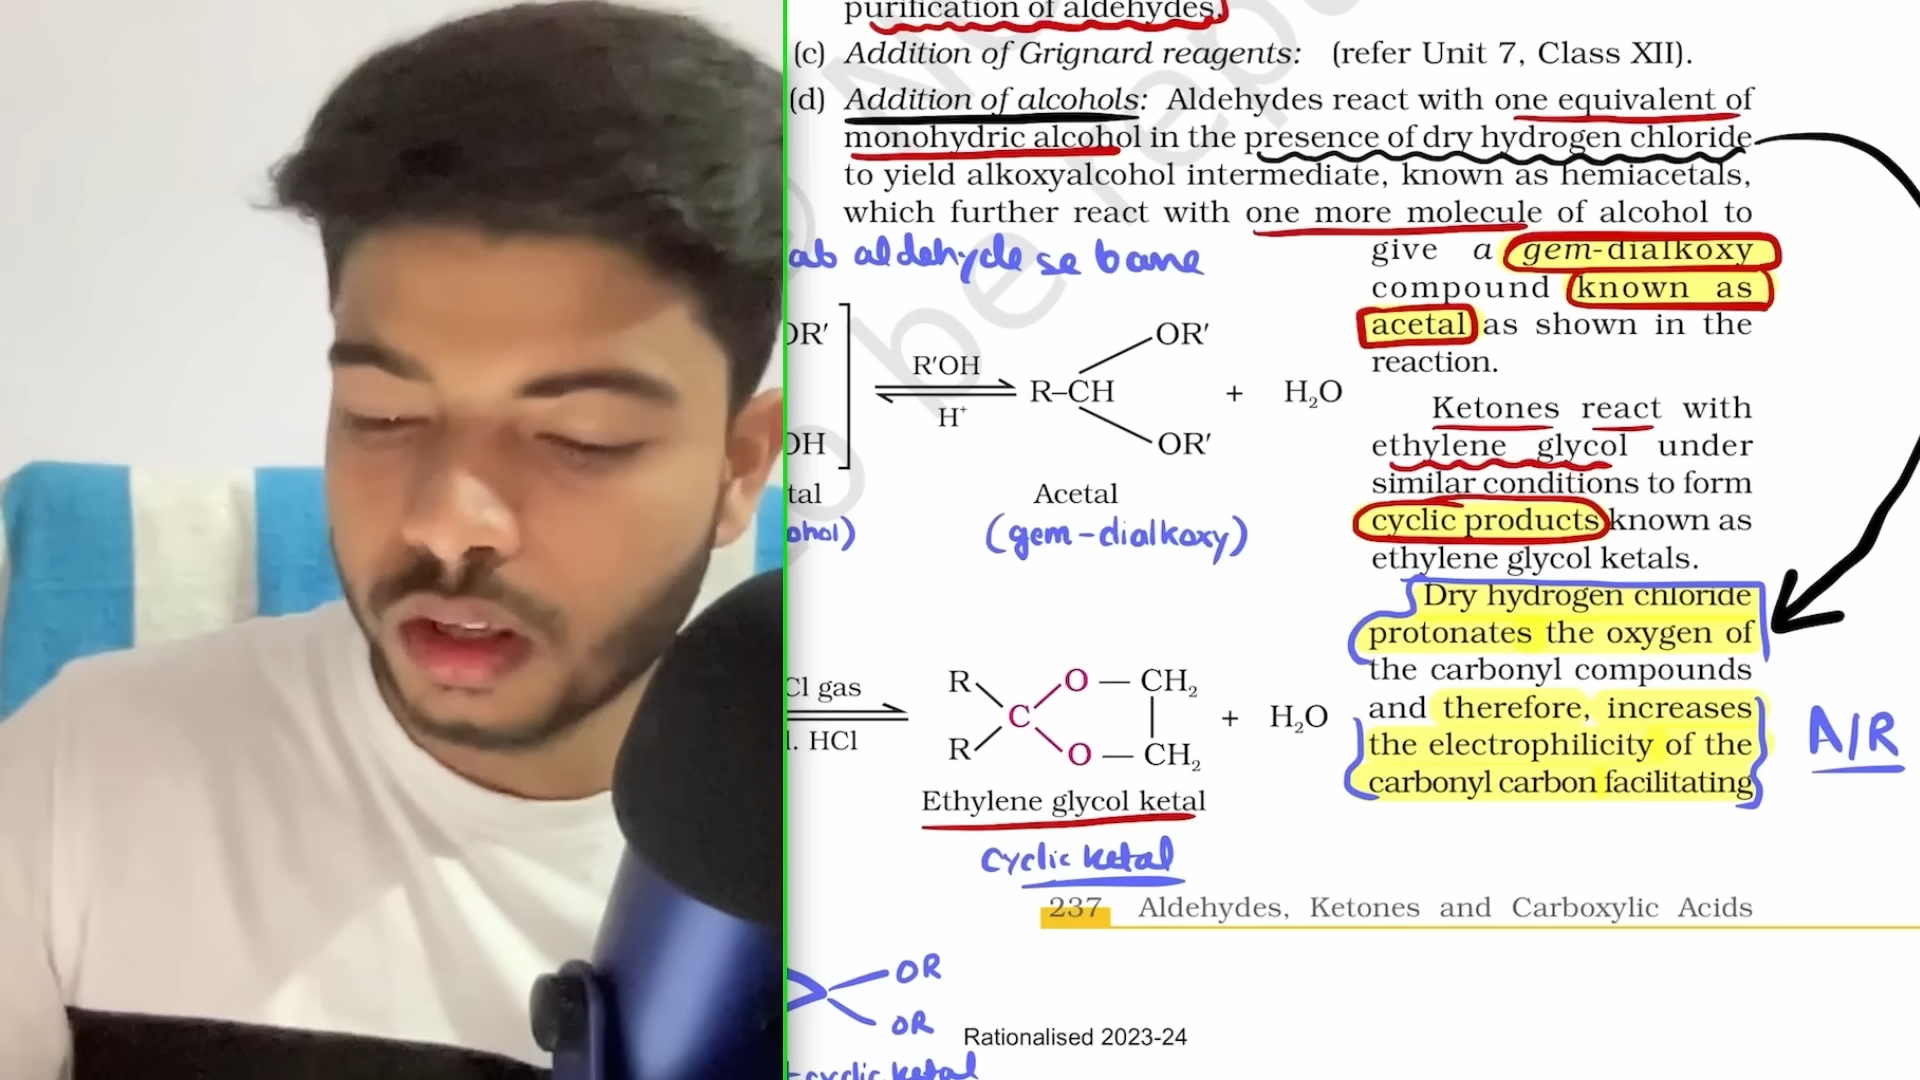 purification of aldehydes.
(c) Addition of Grignard reagents: (refer Unit 7, Class XII).
(d) Addition of alcohols: Aldehydes react with one equivalent of
monohydric alcohol in the presence of dry hydrogen chloride
to yield alkoxyalcohol intermediate, known as hemiacetals,
which further react with one more molecule of alcohol to
give a gem-dialkoxy
compound known as
acetal as shown in the
reaction.
ab aldehyde se bane
OR′
OH
R′OH
H⁺
R–CH
OR′
OR′
+ H₂O
tal
Acetal
ohol)
(gem-dialkoxy)
Ketones react with
ethylene glycol under
similar conditions to form
cyclic products known as
ethylene glycol ketals.
Dry hydrogen chloride
protonates the oxygen of
the carbonyl compounds
and therefore, increases
the electrophilicity of the
carbonyl carbon facilitating
A/R
Cl gas
l. HCl
R
R
C
O — CH₂
O — CH₂
+ H₂O
Ethylene glycol ketal
cyclic ketal
237 Aldehydes, Ketones and Carboxylic Acids
OR
OR
Rationalised 2023-24
cyclic ketal